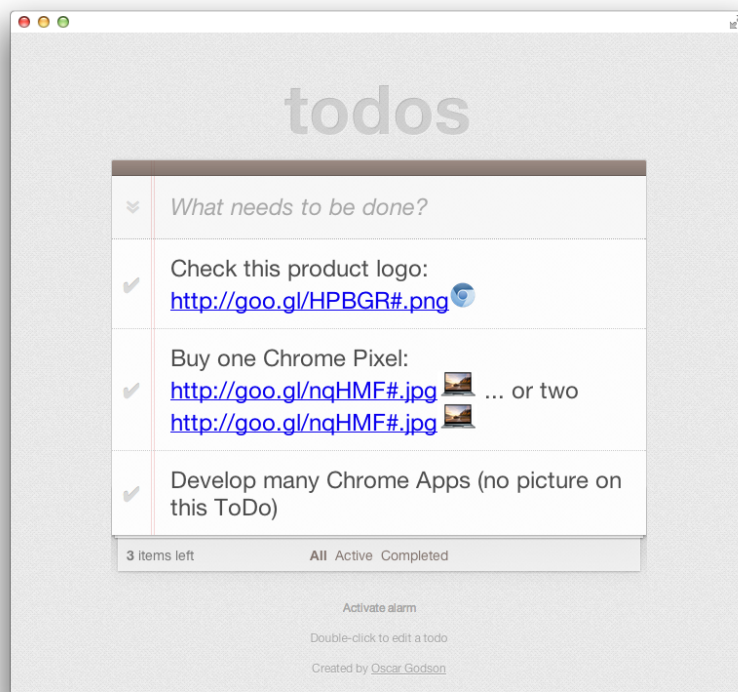 todos
What needs to be done?
Check this product logo:
http://goo.gl/HPBGR#.png
Buy one Chrome Pixel:
http://goo.gl/nqHMF#.jpg ... or two
http://goo.gl/nqHMF#.jpg
Develop many Chrome Apps (no picture on
this ToDo)
3 items left All Active Completed
Activate alarm
Double-click to edit a todo
Created by Oscar Godson